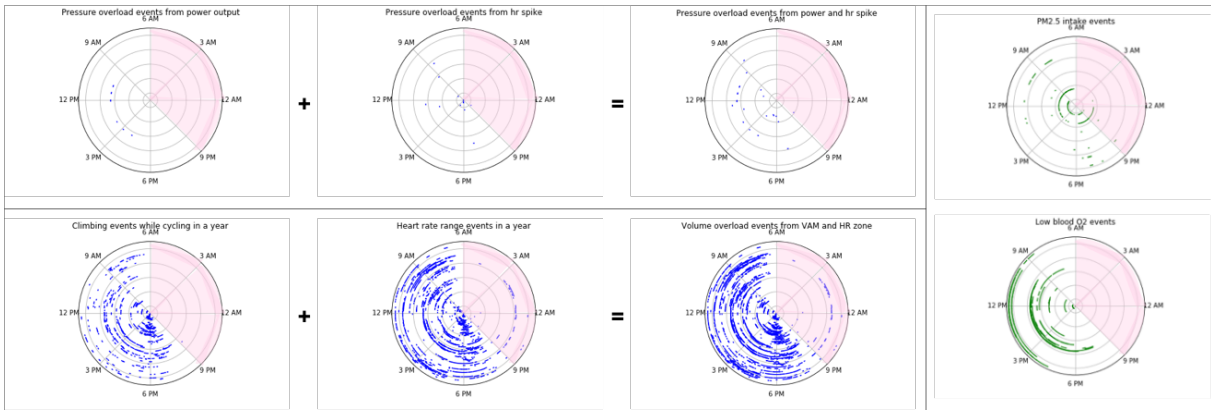 Pressure overload events from power output
6 AM
9 AM
3 AM
12 PM
12 AM
3 PM
9 PM
6 PM
+
Pressure overload events from hr spike
6 AM
9 AM
3 AM
12 PM
12 AM
3 PM
9 PM
6 PM
=
Pressure overload events from power and hr spike
6 AM
9 AM
3 AM
12 PM
12 AM
3 PM
9 PM
6 PM
PM2.5 intake events
6 AM
9 AM
3 AM
12 PM
12 AM
3 PM
9 PM
6 PM
Climbing events while cycling in a year
6 AM
9 AM
3 AM
12 PM
12 AM
3 PM
9 PM
6 PM
+
Heart rate range events in a year
6 AM
9 AM
3 AM
12 PM
12 AM
3 PM
9 PM
6 PM
=
Volume overload events from VAM and HR zone
6 AM
9 AM
3 AM
12 PM
12 AM
3 PM
9 PM
6 PM
Low blood O2 events
6 AM
9 AM
3 AM
12 PM
12 AM
3 PM
9 PM
6 PM